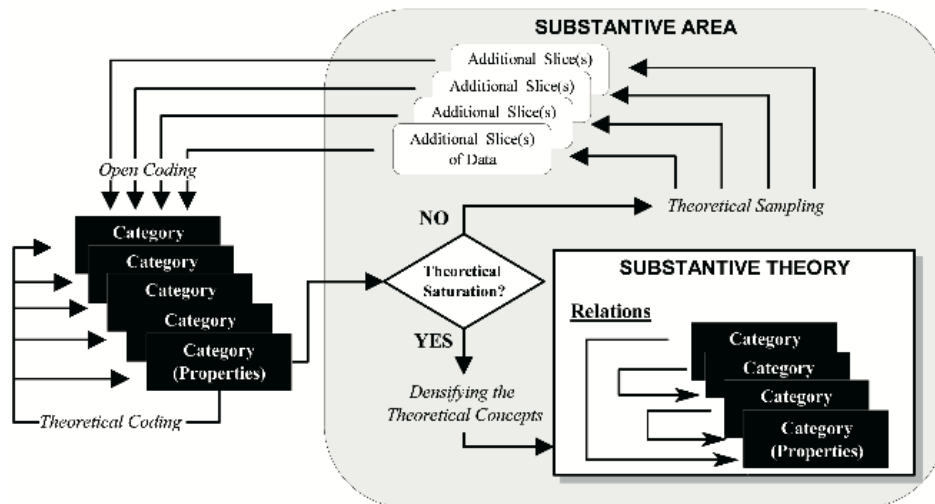 SUBSTANTIVE AREA
Additional Slice(s)
Additional Slice(s)
Additional Slice(s)
Additional Slice(s)
of Data
Open Coding
Theoretical Sampling
NO
Category
Category
Category
Category
Category
(Properties)
Theoretical
Saturation?
YES
Theoretical Coding
Densifying the
Theoretical Concepts
SUBSTANTIVE THEORY
Relations
Category
Category
Category
Category
(Properties)